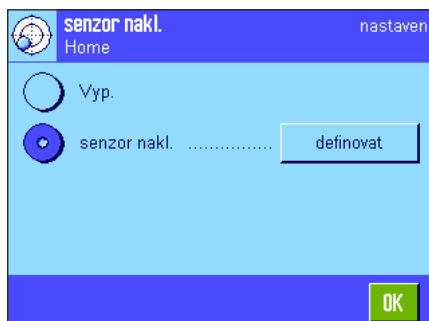 senzor nakl.
nastaven
Home
Vyp.
senzor nakl. ................ definovat
OK